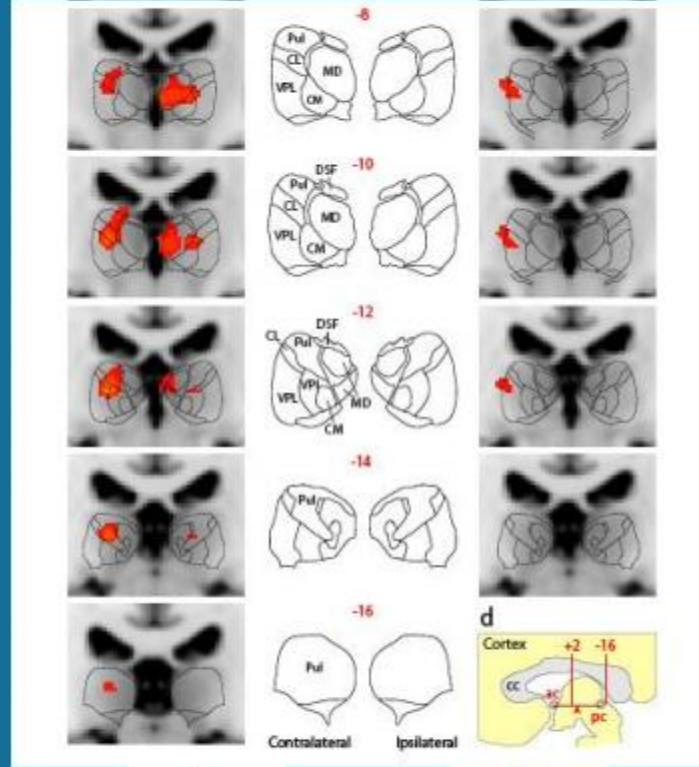 -8
Pul
CL
MD
VPL
CM
-10
DSF
Pul
CL
MD
VPL
CM
-12
DSF
CL
Pul
VPL
VPI
MD
CM
-14
Pul
-16
Pul
Contralateral
Ipsilateral
d
Cortex
+2
-16
CC
ac
pc